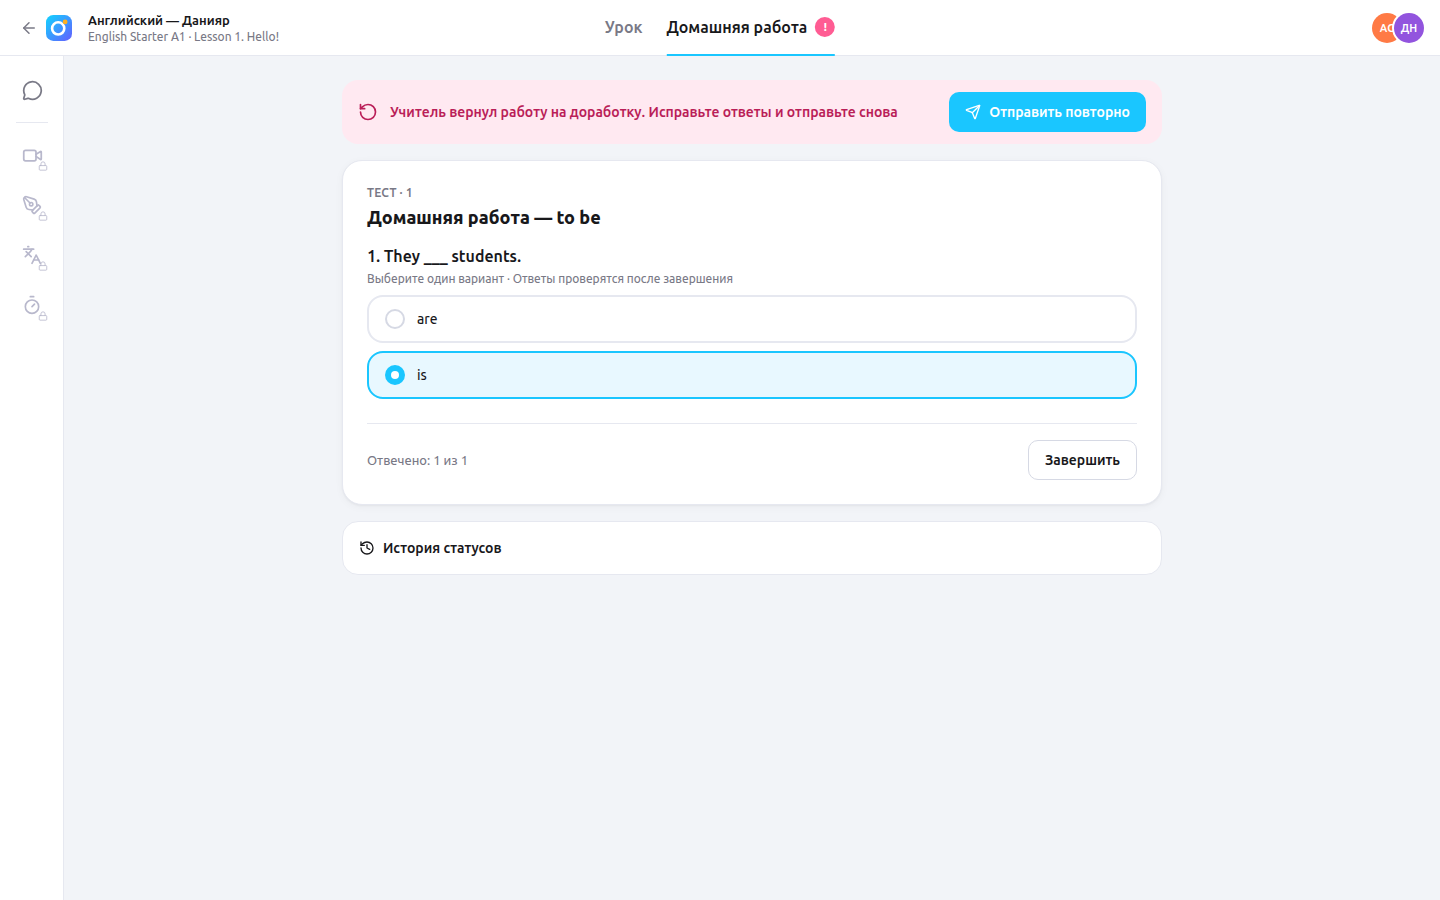 Английский — Данияр
English Starter A1 · Lesson 1. Hello!
Урок
Домашняя работа
!
ДН
Учитель вернул работу на доработку. Исправьте ответы и отправьте снова
Отправить повторно
ТЕСТ · 1
Домашняя работа — to be
1. They ___ students.
Выберите один вариант · Ответы проверятся после завершения
are
is
Отвечено: 1 из 1
Завершить
История статусов